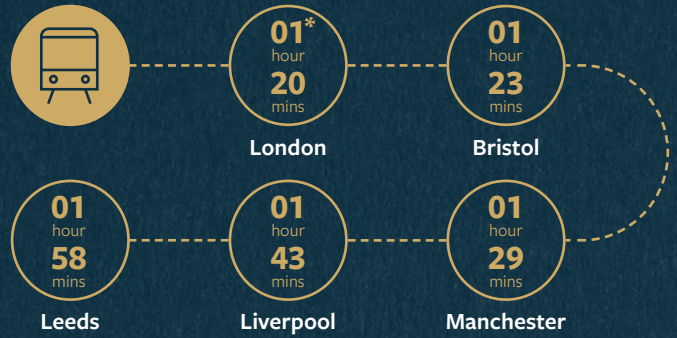 01*
hour
20
mins
London
01
hour
23
mins
Bristol
01
hour
29
mins
Manchester
01
hour
43
mins
Liverpool
01
hour
58
mins
Leeds